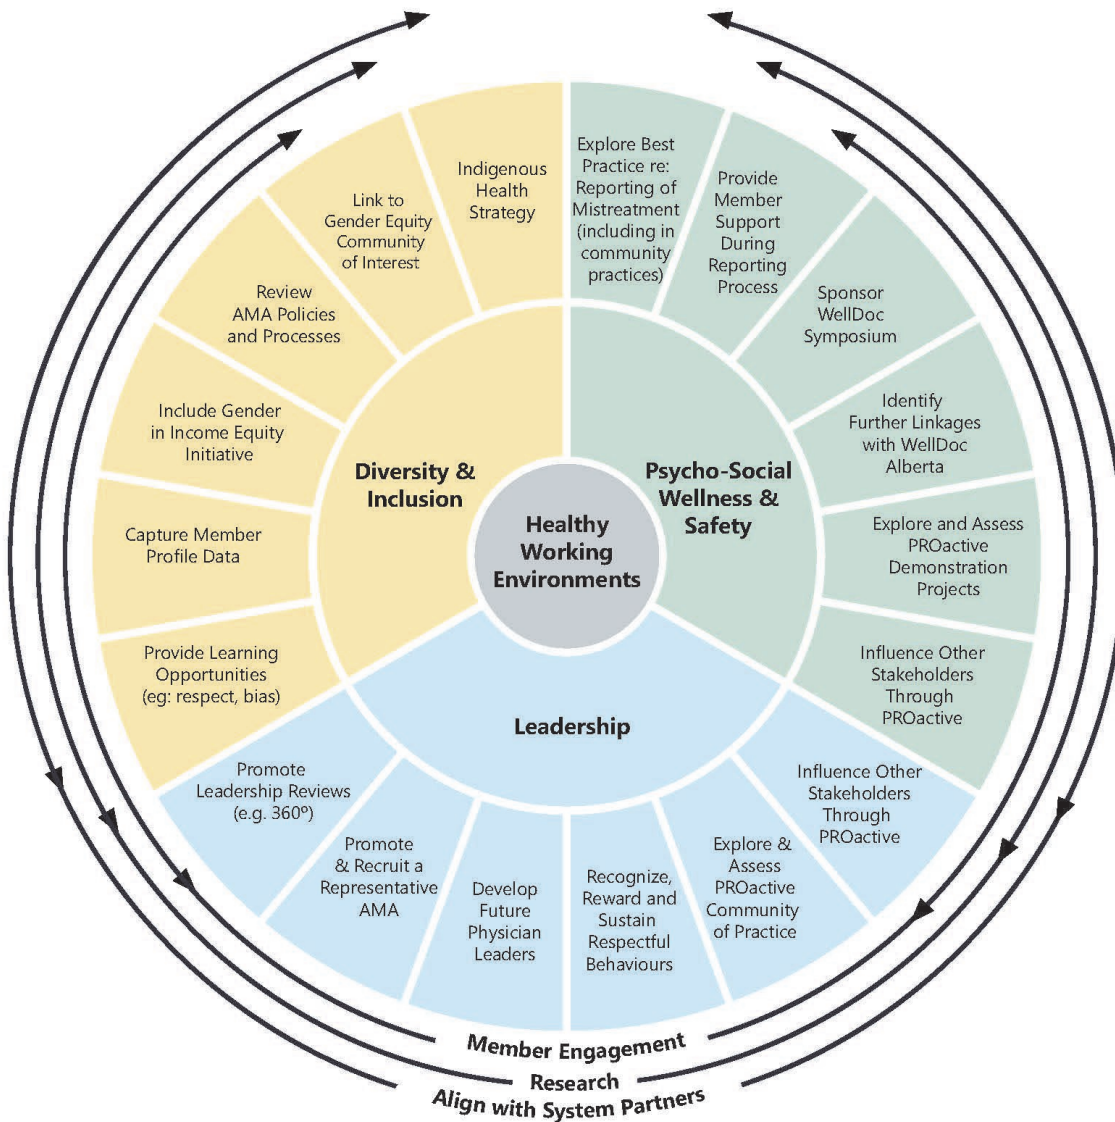 Indigenous
Health
Strategy
Link to
Gender Equity
Community
of Interest
Review
AMA Policies
and Processes
Include Gender
in Income Equity
Initiative
Capture Member
Profile Data
Provide Learning
Opportunities
(eg: respect, bias)
Diversity &
Inclusion
Explore Best
Practice re:
Reporting of
Mistreatment
(including in
community
practices)
Provide
Member
Support
During
Reporting
Process
Sponsor
WellDoc
Symposium
Identify
Further Linkages
with WellDoc
Alberta
Explore and Assess
PROactive
Demonstration
Projects
Influence Other
Stakeholders
Through
PROactive
Psycho-Social
Wellness &
Safety
Healthy
Working
Environments
Leadership
Promote
Leadership Reviews
(e.g. 360º)
Promote
& Recruit a
Representative
AMA
Develop
Future
Physician
Leaders
Recognize,
Reward and
Sustain
Respectful
Behaviours
Explore &
Assess
PROactive
Community
of Practice
Influence Other
Stakeholders
Through
PROactive
Member Engagement
Research
Align with System Partners